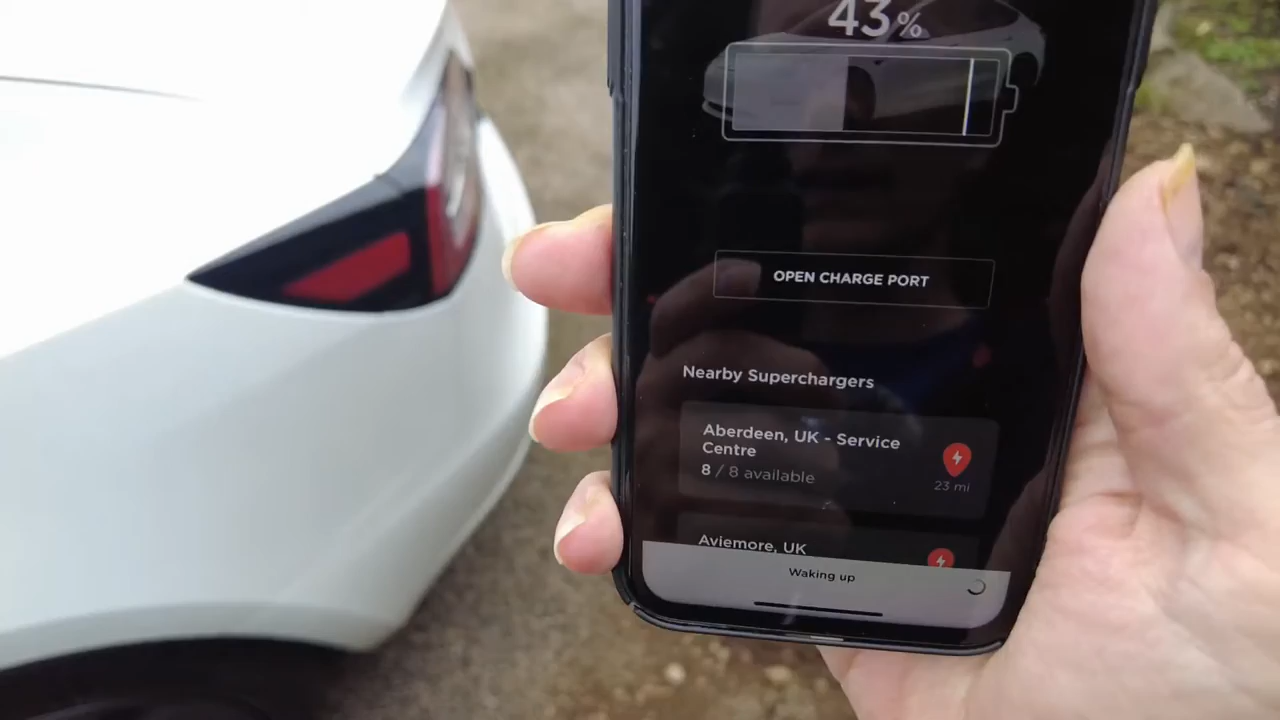 43%
OPEN CHARGE PORT
Nearby Superchargers
Aberdeen, UK - Service
Centre
8 / 8 available
23 mi
Aviemore, UK
Waking up